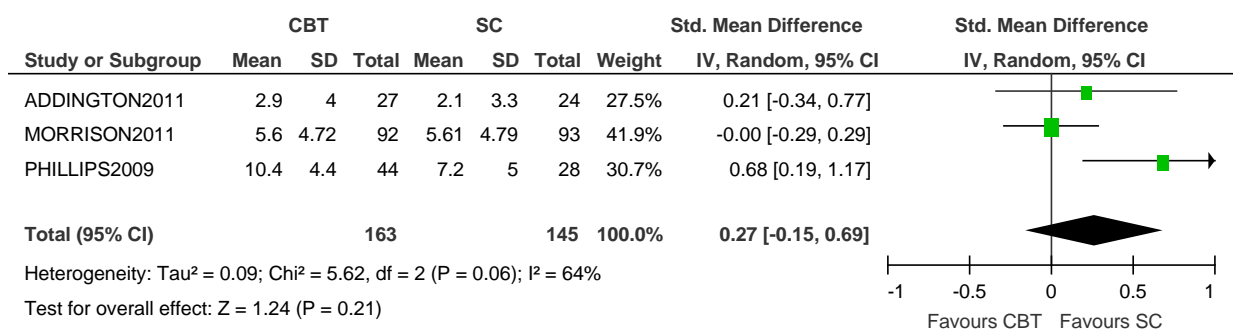 CBT SC Std. Mean Difference Std. Mean Difference
Study or Subgroup Mean SD Total Mean SD Total Weight IV, Random, 95% CI IV, Random, 95% CI
ADDINGTON2011 2.9 4 27 2.1 3.3 24 27.5% 0.21 [-0.34, 0.77]
MORRISON2011 5.6 4.72 92 5.61 4.79 93 41.9% -0.00 [-0.29, 0.29]
PHILLIPS2009 10.4 4.4 44 7.2 5 28 30.7% 0.68 [0.19, 1.17]
Total (95% CI) 163 145 100.0% 0.27 [-0.15, 0.69]
Heterogeneity: Tau² = 0.09; Chi² = 5.62, df = 2 (P = 0.06); I² = 64%
Test for overall effect: Z = 1.24 (P = 0.21)
-1 -0.5 0 0.5 1
Favours CBT Favours SC